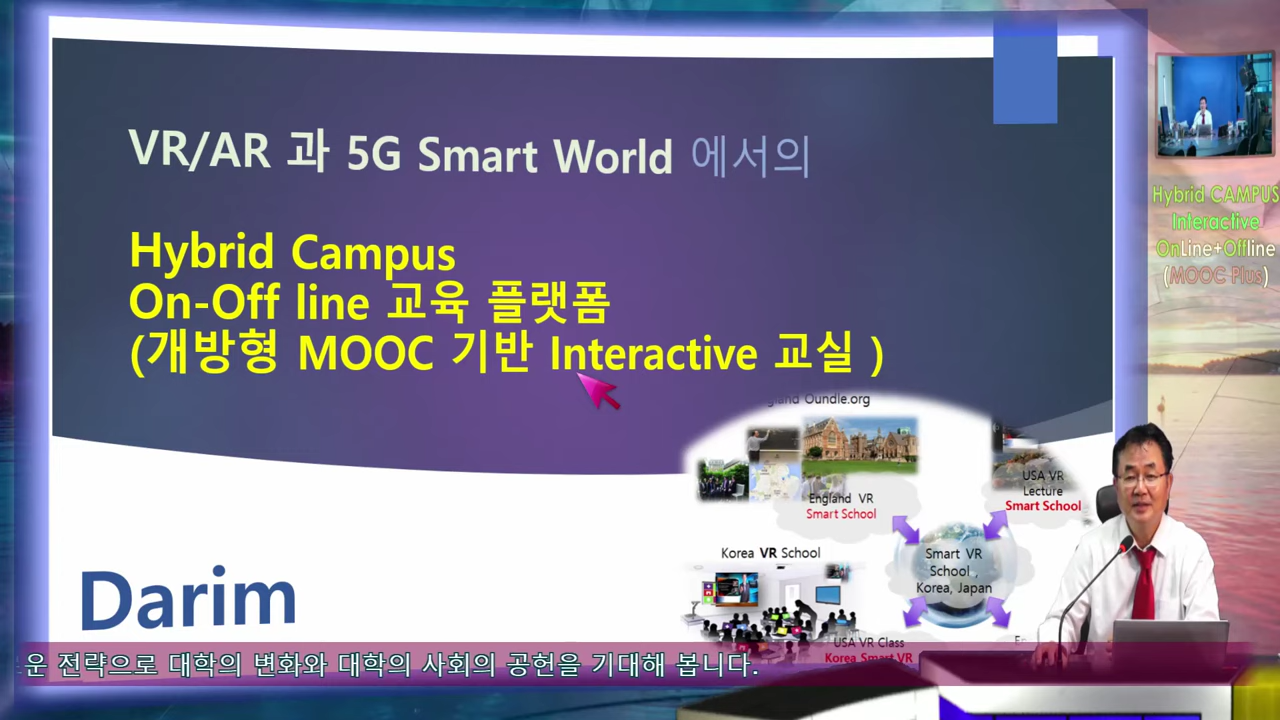 VR/AR 과 5G Smart World 에서의
Hybrid Campus
On-Off line 교육 플랫폼
(개방형 MOOC 기반 Interactive 교실 )
Hybrid CAMPUS
Interactive
OnLine+Offline
(MOOC Plus)
Oundle.org
England VR
Smart School
USA VR
Lecture
Smart School
Korea VR School
Smart VR
School ,
Korea, Japan
USA VR Class
Korea Smart VR
Darim
전략으로 대학의 변화와 대학의 사회의 공헌을 기대해 봅니다.